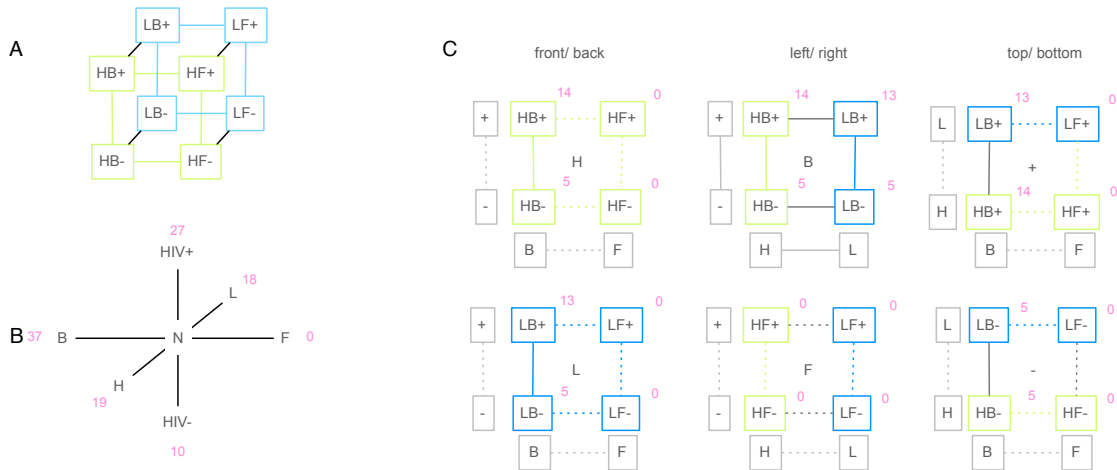 A
LB+ LF+
HB+ HF+
LB- LF-
HB- HF-
B
27
HIV+
18
L
37 B N F 0
H
19
HIV-
10
C
front/ back left/ right top/ bottom
14 0
+ HB+ HF+
H
5 0
- HB- HF-
B F
14 13
+ HB+ LB+
B
5 5
- HB- LB-
H L
13 0
L LB+ LF+
+
14 0
H HB+ HF+
B F
13 0
+ LB+ LF+
L
5 0
- LB- LF-
B F
0 0
+ HF+ LF+
F
0 0
- HF- LF-
H L
5 0
L LB- LF-
-
5 0
H HB- HF-
B F